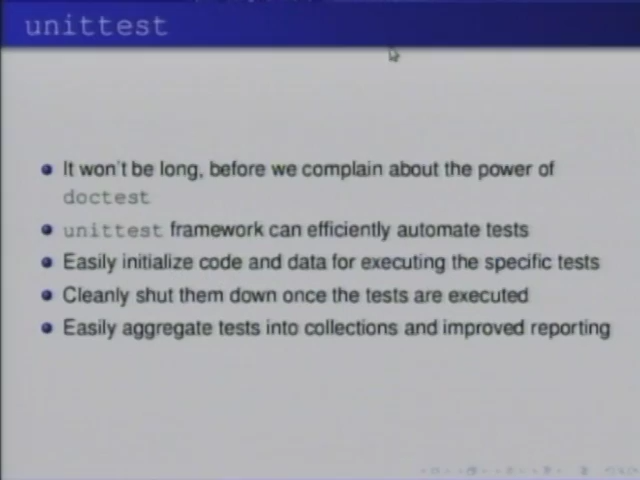 unittest
It won't be long, before we complain about the power of
doctest
unittest framework can efficiently automate tests
Easily initialize code and data for executing the specific tests
Cleanly shut them down once the tests are executed
Easily aggregate tests into collections and improved reporting